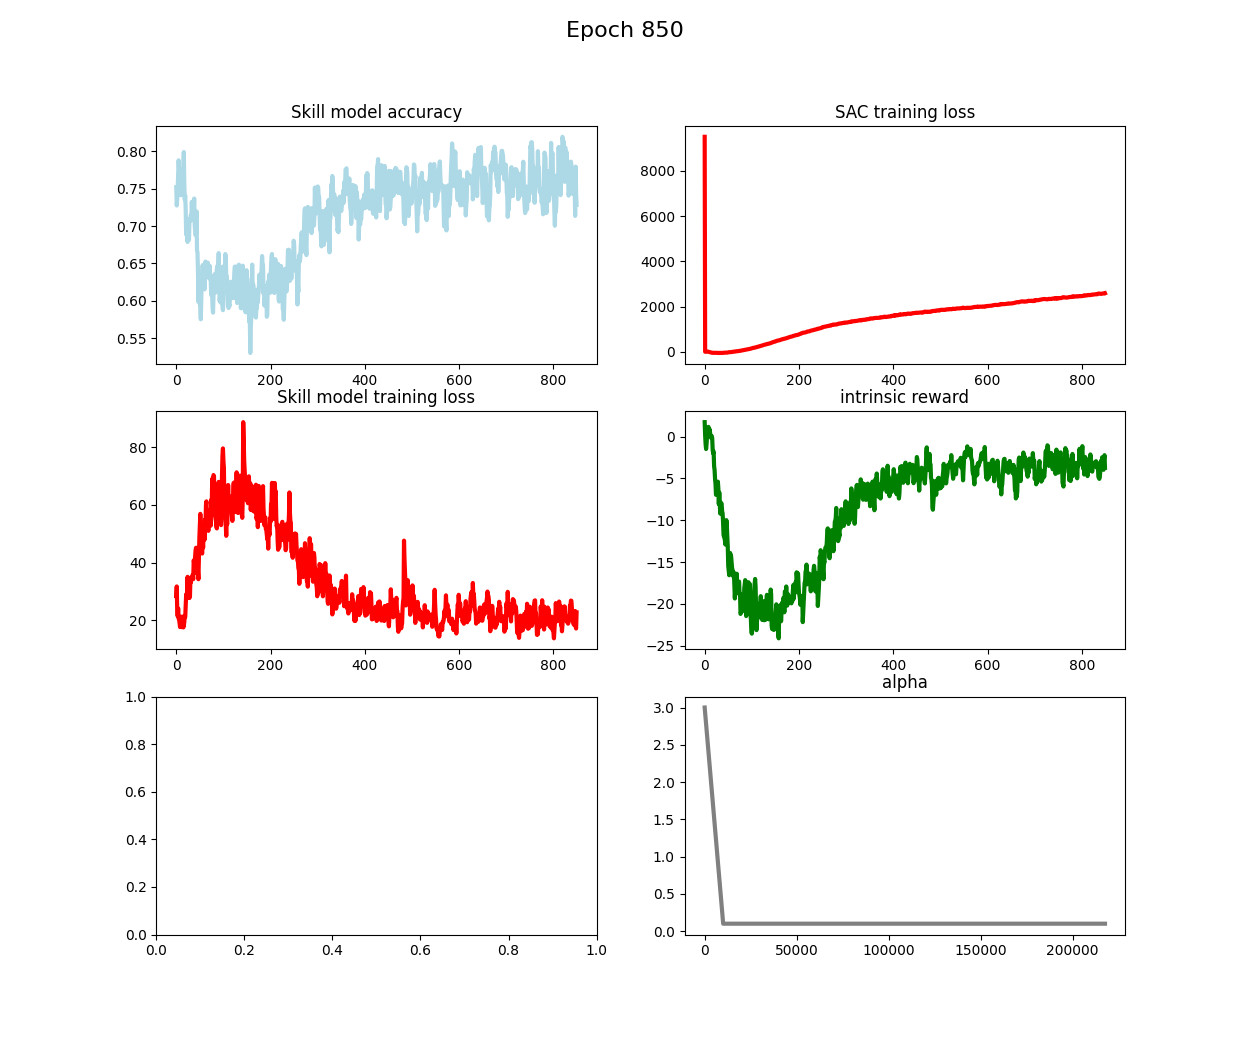 Epoch 850
Skill model accuracy
0.80
0.75
0.70
0.65
0.60
0.55
0 200 400 600 800
SAC training loss
8000
6000
4000
2000
0
0 200 400 600 800
Skill model training loss
80
60
40
20
0 200 400 600 800
intrinsic reward
0
−5
−10
−15
−20
−25
0 200 400 600 800
1.0
0.8
0.6
0.4
0.2
0.0
0.0 0.2 0.4 0.6 0.8 1.0
alpha
3.0
2.5
2.0
1.5
1.0
0.5
0.0
0 50000 100000 150000 200000